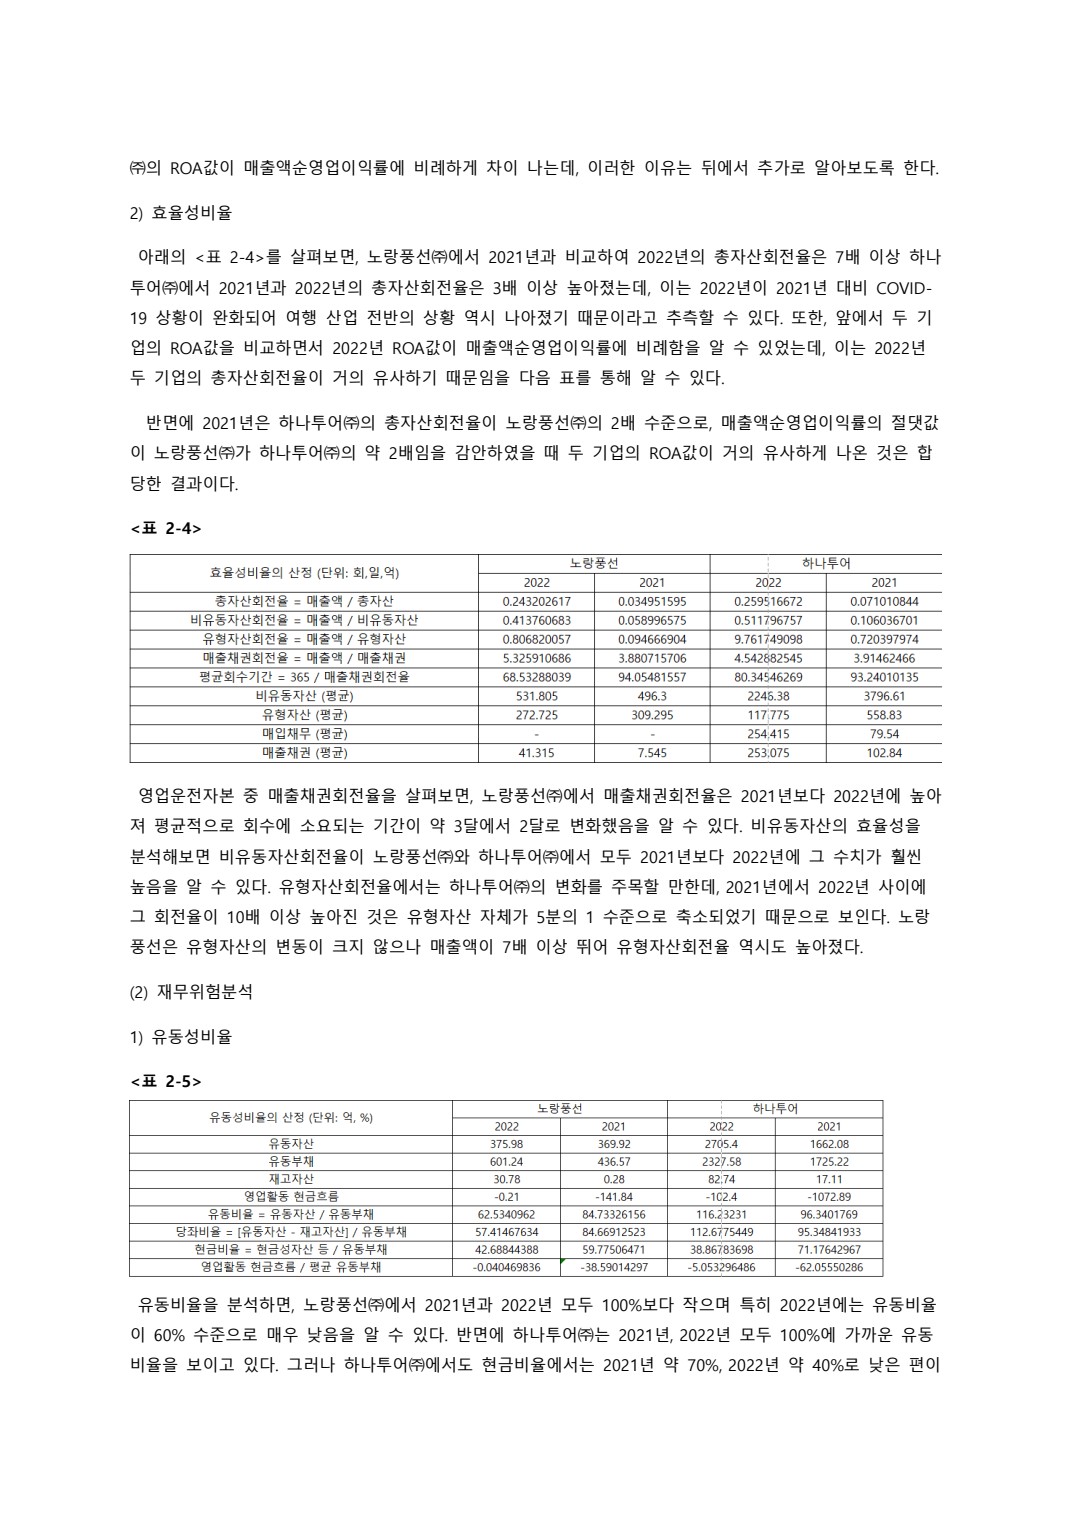 ㈜의 ROA값이 매출액순영업이익률에 비례하게 차이 나는데, 이러한 이유는 뒤에서 추가로 알아보도록 한다.
2) 효율성비율
아래의 <표 2-4>를 살펴보면, 노랑풍선㈜에서 2021년과 비교하여 2022년의 총자산회전율은 7배 이상 하나
투어㈜에서 2021년과 2022년의 총자산회전율은 3배 이상 높아졌는데, 이는 2022년이 2021년 대비 COVID-
19 상황이 완화되어 여행 산업 전반의 상황 역시 나아졌기 때문이라고 추측할 수 있다. 또한, 앞에서 두 기
업의 ROA값을 비교하면서 2022년 ROA값이 매출액순영업이익률에 비례함을 알 수 있었는데, 이는 2022년
두 기업의 총자산회전율이 거의 유사하기 때문임을 다음 표를 통해 알 수 있다.
반면에 2021년은 하나투어㈜의 총자산회전율이 노랑풍선㈜의 2배 수준으로, 매출액순영업이익률의 절댓값
이 노랑풍선㈜가 하나투어㈜의 약 2배임을 감안하였을 때 두 기업의 ROA값이 거의 유사하게 나온 것은 합
당한 결과이다.
<표 2-4>
효율성비율의 산정 (단위: 회,일,억) 노랑풍선 하나투어
2022 2021 2022 2021
총자산회전율 = 매출액 / 총자산 0.243202617 0.034951595 0.259516672 0.071010844
비유동자산회전율 = 매출액 / 비유동자산 0.413760683 0.058996575 0.511796757 0.106036701
유형자산회전율 = 매출액 / 유형자산 0.806820057 0.094666904 9.761749098 0.720397974
매출채권회전율 = 매출액 / 매출채권 5.325910686 3.880715706 4.542882545 3.91462466
평균회수기간 = 365 / 매출채권회전율 68.53288039 94.05481557 80.34546269 93.24010135
비유동자산 (평균) 531.805 496.3 2246.38 3796.61
유형자산 (평균) 272.725 309.295 117.775 558.83
매입채무 (평균) - - 254.415 79.54
매출채권 (평균) 41.315 7.545 253.075 102.84
영업운전자본 중 매출채권회전율을 살펴보면, 노랑풍선㈜에서 매출채권회전율은 2021년보다 2022년에 높아
져 평균적으로 회수에 소요되는 기간이 약 3달에서 2달로 변화했음을 알 수 있다. 비유동자산의 효율성을
분석해보면 비유동자산회전율이 노랑풍선㈜와 하나투어㈜에서 모두 2021년보다 2022년에 그 수치가 훨씬
높음을 알 수 있다. 유형자산회전율에서는 하나투어㈜의 변화를 주목할 만한데, 2021년에서 2022년 사이에
그 회전율이 10배 이상 높아진 것은 유형자산 자체가 5분의 1 수준으로 축소되었기 때문으로 보인다. 노랑
풍선은 유형자산의 변동이 크지 않으나 매출액이 7배 이상 뛰어 유형자산회전율 역시도 높아졌다.
(2) 재무위험분석
1) 유동성비율
<표 2-5>
유동성비율의 산정 (단위: 억, %) 노랑풍선 하나투어
2022 2021 2022 2021
유동자산 375.98 369.92 2705.4 1662.08
유동부채 601.24 436.57 2327.58 1725.22
재고자산 30.78 0.28 82.74 17.11
영업활동 현금흐름 -0.21 -141.84 -102.4 -1072.89
유동비율 = 유동자산 / 유동부채 62.5340962 84.73326156 116.23231 96.3401769
당좌비율 = [유동자산 - 재고자산] / 유동부채 57.41467634 84.66912523 112.6775449 95.34841933
현금비율 = 현금성자산 등 / 유동부채 42.68844388 59.77506471 38.86783698 71.17642967
영업활동 현금흐름 / 평균 유동부채 -0.040469836 -38.59014297 -5.053296486 -62.05550286
유동비율을 분석하면, 노랑풍선㈜에서 2021년과 2022년 모두 100%보다 작으며 특히 2022년에는 유동비율
이 60% 수준으로 매우 낮음을 알 수 있다. 반면에 하나투어㈜는 2021년, 2022년 모두 100%에 가까운 유동
비율을 보이고 있다. 그러나 하나투어㈜에서도 현금비율에서는 2021년 약 70%, 2022년 약 40%로 낮은 편이